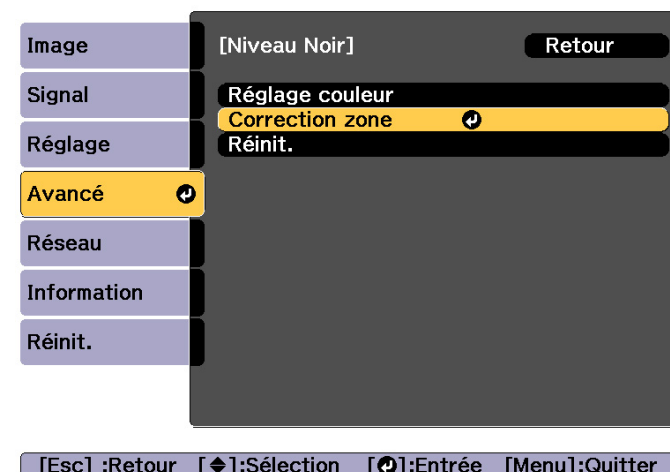 Image
Signal
Réglage
Avancé
Réseau
Information
Réinit.
[Niveau Noir] Retour
Réglage couleur
Correction zone
Réinit.
[Esc] :Retour [◆]:Sélection [↵]:Entrée [Menu]:Quitter